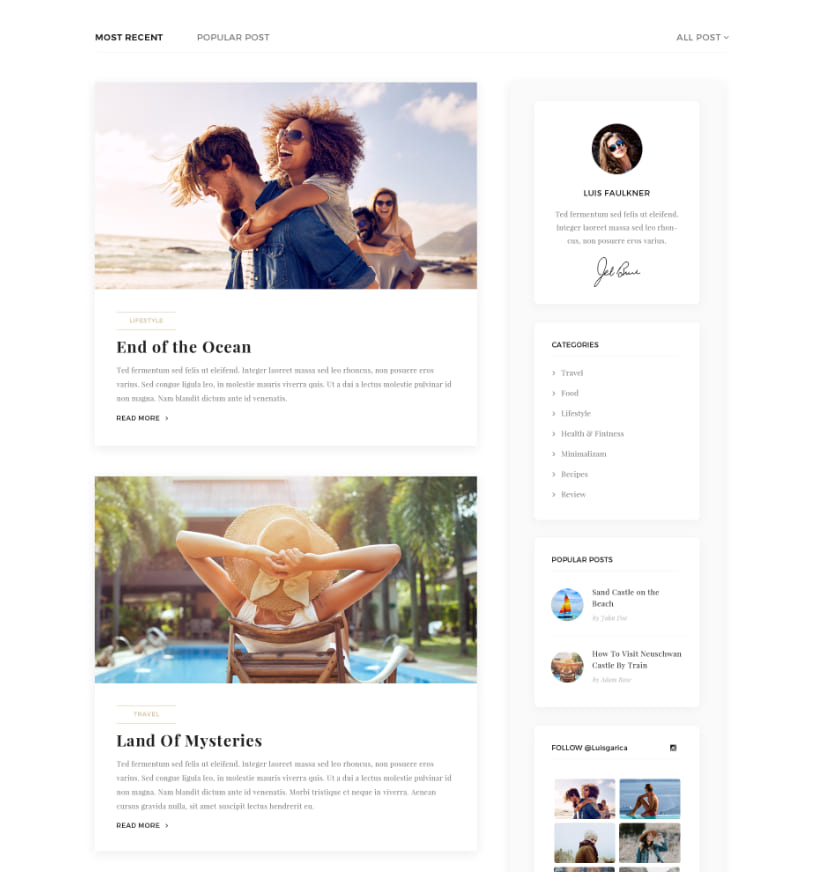 MOST RECENT
POPULAR POST
ALL POST
LIFESTYLE
End of the Ocean
Ted fermentum sed felis ut eleifend. Integer laoreet massa sed leo rhoncus, non posuere eros
varius. Sed congue ligula leo, in molestie mauris viverra quis. Ut a dui a lectus molestie pulvinar id
non magna. Nam blandit dictum ante id venenatis.
READ MORE
TRAVEL
Land Of Mysteries
Ted fermentum sed felis ut eleifend. Integer laoreet massa sed leo rhoncus, non posuere eros
varius. Sed congue ligula leo, in molestie mauris viverra quis. Ut a dui a lectus molestie pulvinar id
non magna. Nam blandit dictum ante id venenatis. Morbi tristique et neque in viverra. Aenean
cursus gravida nulla, sit amet suscipit lectus hendrerit eu.
READ MORE
LUIS FAULKNER
Ted fermentum sed felis ut eleifend.
Integer laoreet massa sed leo rhon-
cus, non posuere eros varius.
CATEGORIES
Travel
Food
Lifestyle
Health & Fintness
Minimalizam
Recipes
Review
POPULAR POSTS
Sand Castle on the
Beach
by John Doe
How To Visit Neuschwan
Castle By Train
by Adam Rose
FOLLOW @Luisgarica